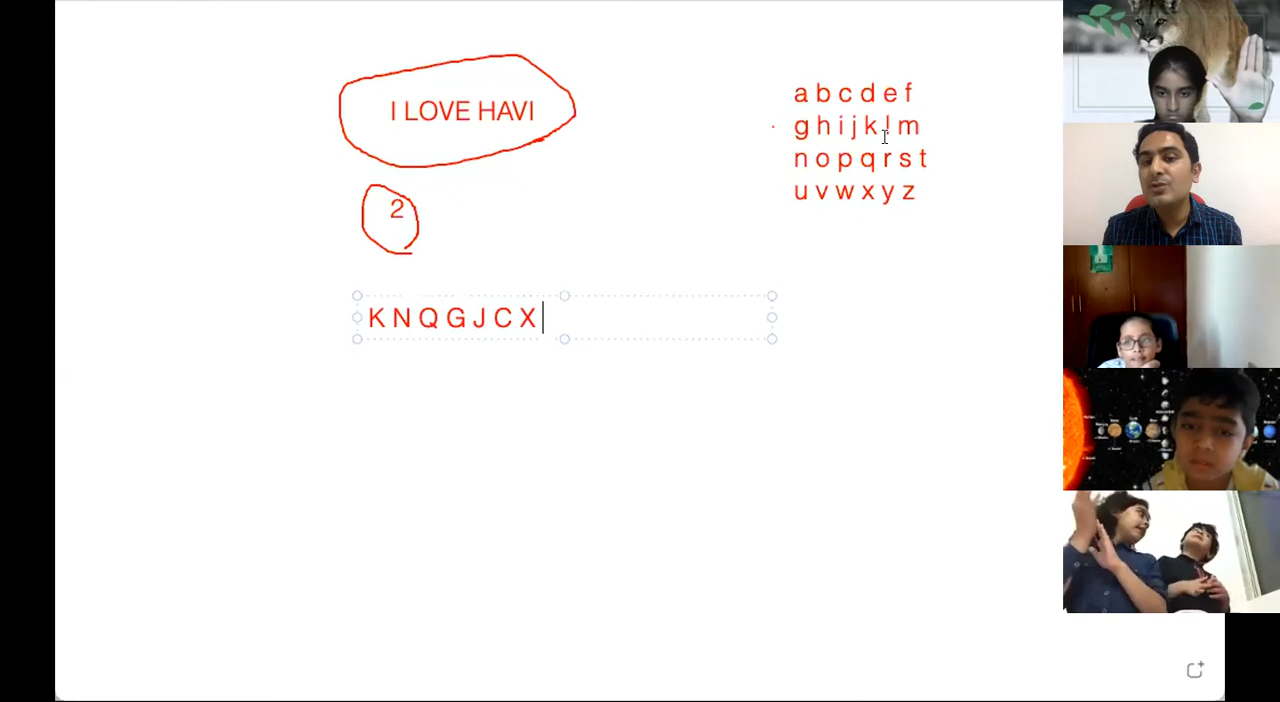 I LOVE HAVI
2
K N Q G J C X
a b c d e f
g h i j k l m
n o p q r s t
u v w x y z